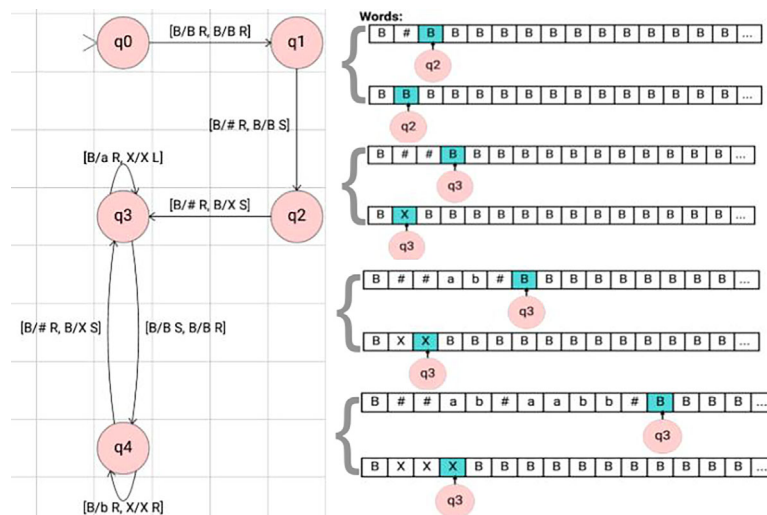 Words:
q0
[B/B R, B/B R]
q1
B # B B B B B B B B B B B B B ...
q2
B B B B B B B B B B B B B B B ...
q2
[B/# R, B/B S]
[B/a R, X/X L]
B # # B B B B B B B B B B B B ...
q3
q3
[B/# R, B/X S]
q2
B X B B B B B B B B B B B B B ...
q3
B # # a b # B B B B B B B B B ...
q3
[B/# R, B/X S]
[B/B S, B/B R]
B X X B B B B B B B B B B B B ...
q3
B # # a b # a a b b # B B B B ...
q3
q4
B X X X B B B B B B B B B B B ...
q3
[B/b R, X/X R]